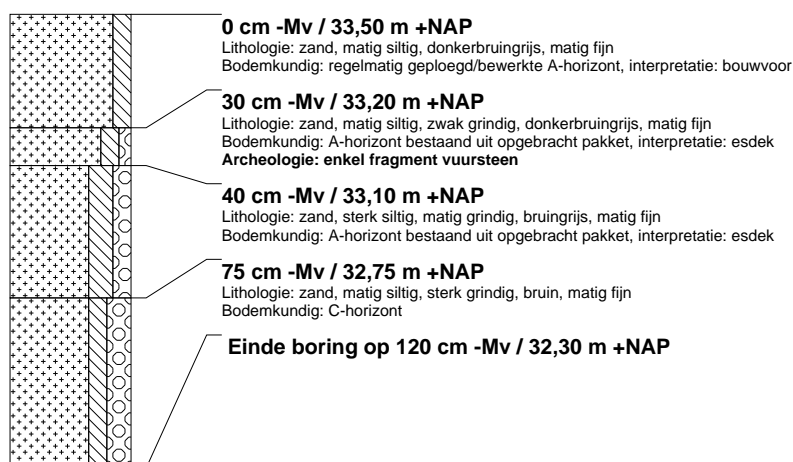 0 cm -Mv / 33,50 m +NAP
Lithologie: zand, matig siltig, donkerbruingrijs, matig fijn
Bodemkundig: regelmatig geploegd/bewerkte A-horizont, interpretatie: bouwvoor
30 cm -Mv / 33,20 m +NAP
Lithologie: zand, matig siltig, zwak grindig, donkerbruingrijs, matig fijn
Bodemkundig: A-horizont bestaand uit opgebracht pakket, interpretatie: esdek
Archeologie: enkel fragment vuursteen
40 cm -Mv / 33,10 m +NAP
Lithologie: zand, sterk siltig, matig grindig, bruingrijs, matig fijn
Bodemkundig: A-horizont bestaand uit opgebracht pakket, interpretatie: esdek
75 cm -Mv / 32,75 m +NAP
Lithologie: zand, matig siltig, sterk grindig, bruin, matig fijn
Bodemkundig: C-horizont
Einde boring op 120 cm -Mv / 32,30 m +NAP